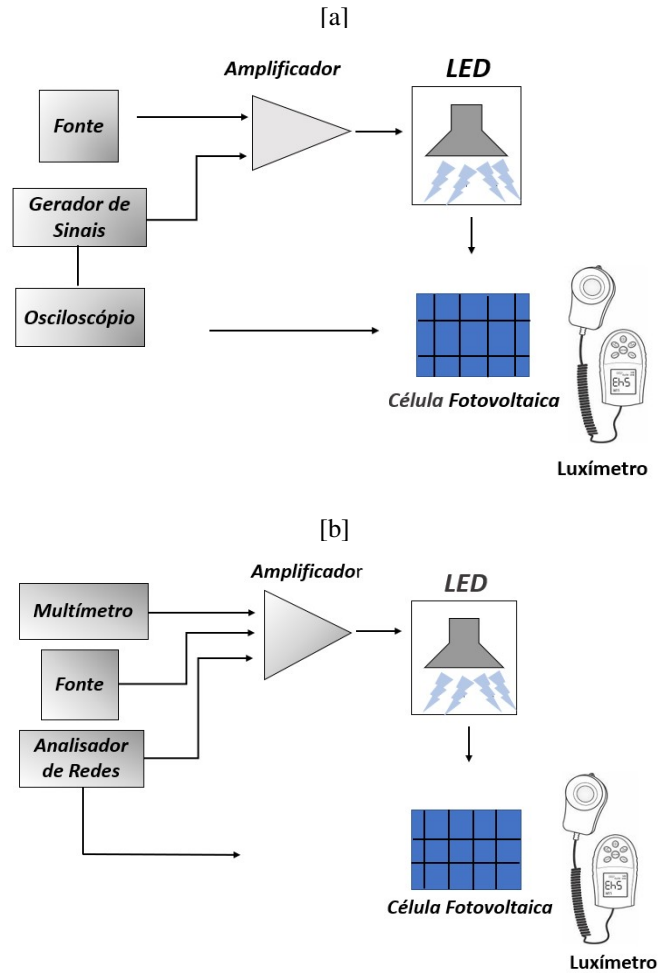 [a]
Amplificador
LED
Fonte
Gerador de
Sinais
Osciloscópio
Célula Fotovoltaica
Luxímetro
[b]
Amplificador
LED
Multímetro
Fonte
Analisador
de Redes
Célula Fotovoltaica
Luxímetro